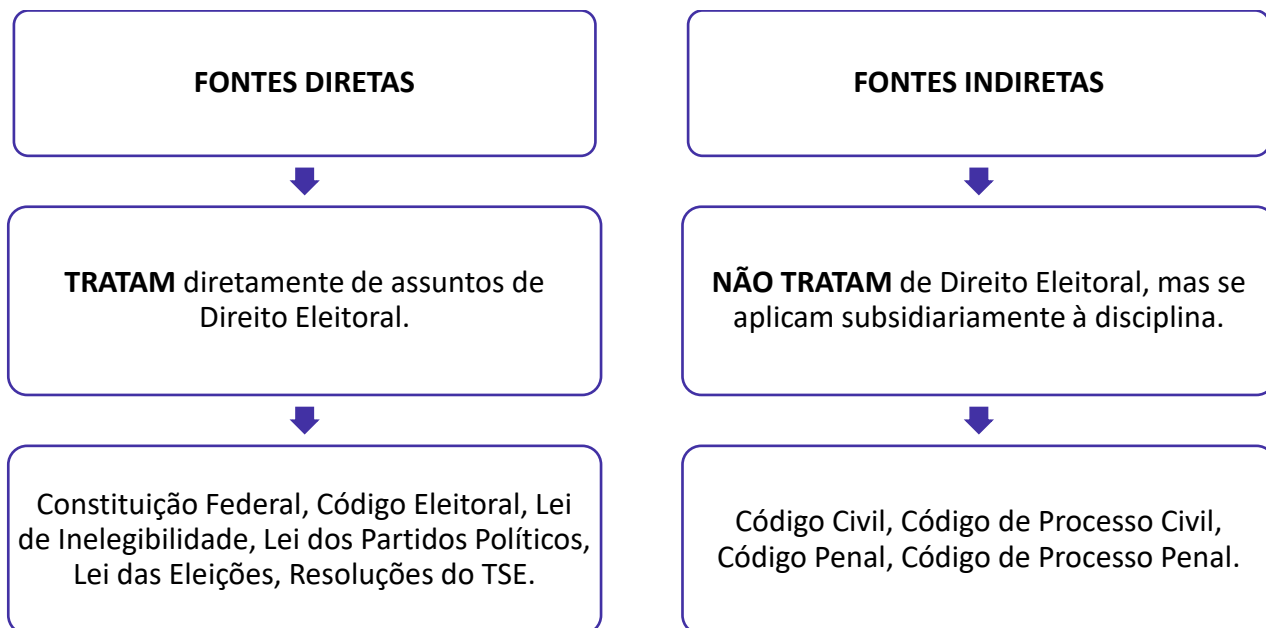 FONTES DIRETAS
TRATAM diretamente de assuntos de
Direito Eleitoral.
Constituição Federal, Código Eleitoral, Lei
de Inelegibilidade, Lei dos Partidos Políticos,
Lei das Eleições, Resoluções do TSE.
FONTES INDIRETAS
NÃO TRATAM de Direito Eleitoral, mas se
aplicam subsidiariamente à disciplina.
Código Civil, Código de Processo Civil,
Código Penal, Código de Processo Penal.